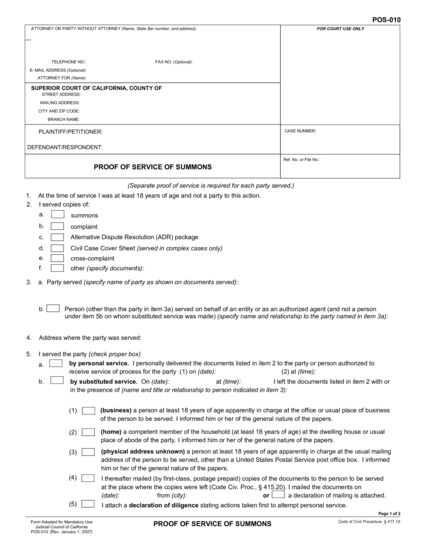 POS-010
ATTORNEY OR PARTY WITHOUT ATTORNEY (Name, State Bar number, and address):
FOR COURT USE ONLY
TELEPHONE NO.: FAX NO. (Optional):
E-MAIL ADDRESS (Optional):
ATTORNEY FOR (Name):
SUPERIOR COURT OF CALIFORNIA, COUNTY OF
STREET ADDRESS:
MAILING ADDRESS:
CITY AND ZIP CODE:
BRANCH NAME:
PLAINTIFF/PETITIONER:
CASE NUMBER:
DEFENDANT/RESPONDENT:
Ref. No. or File No.:
PROOF OF SERVICE OF SUMMONS
(Separate proof of service is required for each party served.)
1. At the time of service I was at least 18 years of age and not a party to this action.
2. I served copies of:
a. summons
b. complaint
c. Alternative Dispute Resolution (ADR) package
d. Civil Case Cover Sheet (served in complex cases only)
e. cross-complaint
f. other (specify documents):
3. a. Party served (specify name of party as shown on documents served):
b. Person (other than the party in item 3a) served on behalf of an entity or as an authorized agent (and not a person
under item 5b on whom substituted service was made) (specify name and relationship to the party named in item 3a):
4. Address where the party was served:
5. I served the party (check proper box)
a. by personal service. I personally delivered the documents listed in item 2 to the party or person authorized to
receive service of process for the party (1) on (date): (2) at (time):
b. by substituted service. On (date): at (time): I left the documents listed in item 2 with or
in the presence of (name and title or relationship to person indicated in item 3):
(1) (business) a person at least 18 years of age apparently in charge at the office or usual place of business
of the person to be served. I informed him or her of the general nature of the papers.
(2) (home) a competent member of the household (at least 18 years of age) at the dwelling house or usual
place of abode of the party. I informed him or her of the general nature of the papers.
(3) (physical address unknown) a person at least 18 years of age apparently in charge at the usual mailing
address of the person to be served, other than a United States Postal Service post office box. I informed
him or her of the general nature of the papers.
(4) I thereafter mailed (by first-class, postage prepaid) copies of the documents to the person to be served
at the place where the copies were left (Code Civ. Proc., § 415.20). I mailed the documents on
(date): from (city): or a declaration of mailing is attached.
(5) I attach a declaration of diligence stating actions taken first to attempt personal service.
Page 1 of 2
Form Adopted for Mandatory Use
Judicial Council of California
POS-010 [Rev. January 1, 2007]
PROOF OF SERVICE OF SUMMONS
Code of Civil Procedure, § 417.10